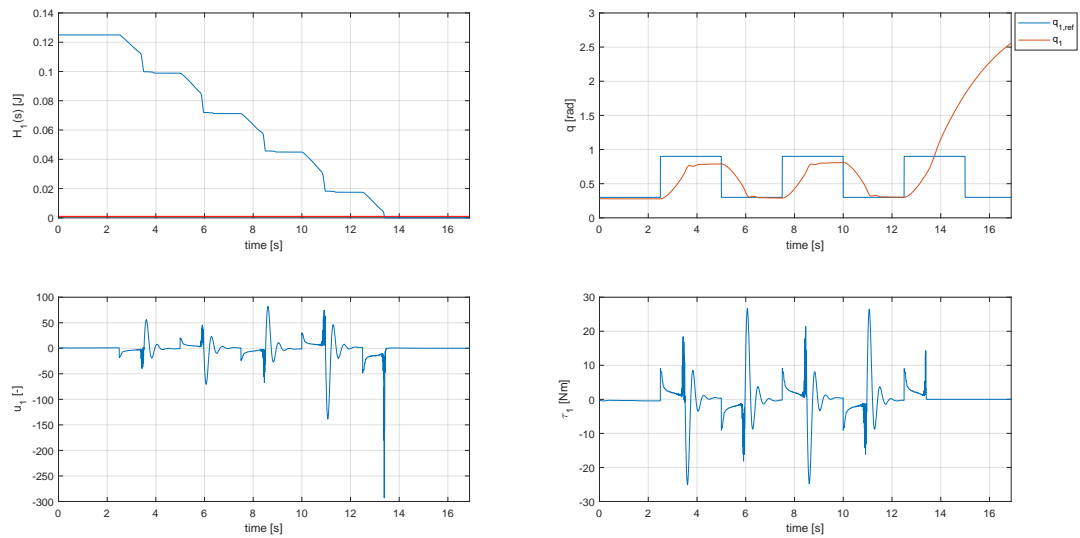 0.14
0.12
0.1
0.08
0.06
0.04
0.02
0
H₁(s) [J]
0 2 4 6 8 10 12 14 16
time [s]
3
2.5
2
1.5
1
0.5
0
q [rad]
0 2 4 6 8 10 12 14 16
time [s]
q₁,ref
q₁
100
50
0
-50
-100
-150
-200
-250
-300
u₁ [-]
0 2 4 6 8 10 12 14 16
time [s]
30
20
10
0
-10
-20
-30
τ₁ [Nm]
0 2 4 6 8 10 12 14 16
time [s]